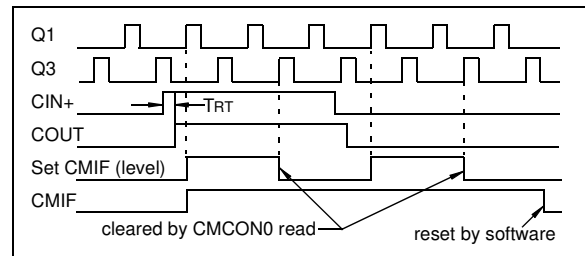 Q1
Q3
CIN+
TRT
COUT
Set CMIF (level)
CMIF
cleared by CMCON0 read
reset by software